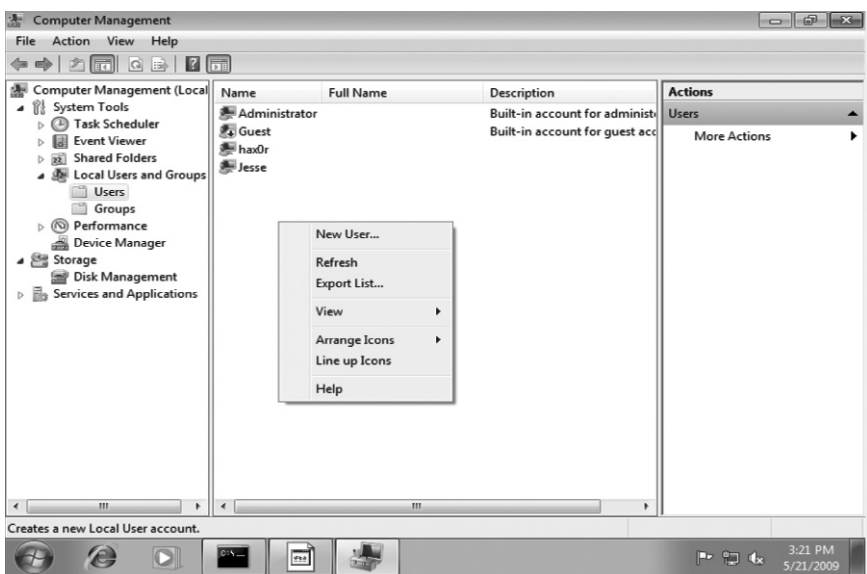 Computer Management
File Action View Help
Computer Management (Local
System Tools
Task Scheduler
Event Viewer
Shared Folders
Local Users and Groups
Users
Groups
Performance
Device Manager
Storage
Disk Management
Services and Applications
Name Full Name Description
Administrator Built-in account for administ
Guest Built-in account for guest acc
hax0r
Jesse
New User...
Refresh
Export List...
View
Arrange Icons
Line up Icons
Help
Actions
Users
More Actions
Creates a new Local User account.
3:21 PM
5/21/2009